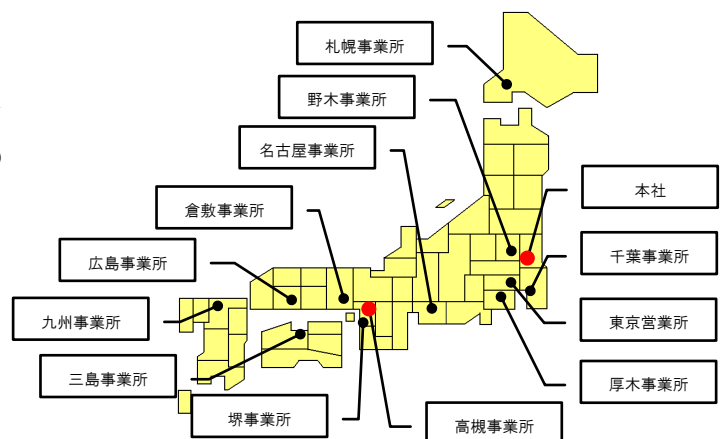 札幌事業所
野木事業所
名古屋事業所
本社
倉敷事業所
千葉事業所
広島事業所
九州事業所
東京営業所
三島事業所
厚木事業所
堺事業所
高槻事業所